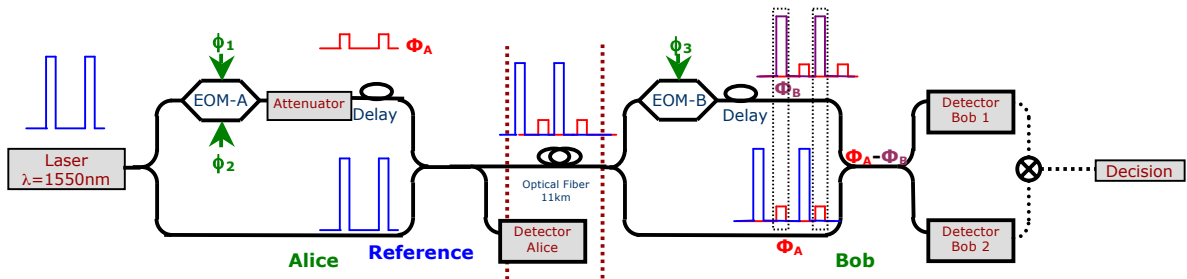 ϕ1
ΦA
ϕ3
EOM-A
Attenuator
Delay
EOM-B
ΦB
Delay
Detector
Bob 1
Laser
λ=1550nm
ϕ2
Optical Fiber
11km
ΦA-ΦB
Decision
Detector
Alice
ΦA
Detector
Bob 2
Alice
Reference
Bob